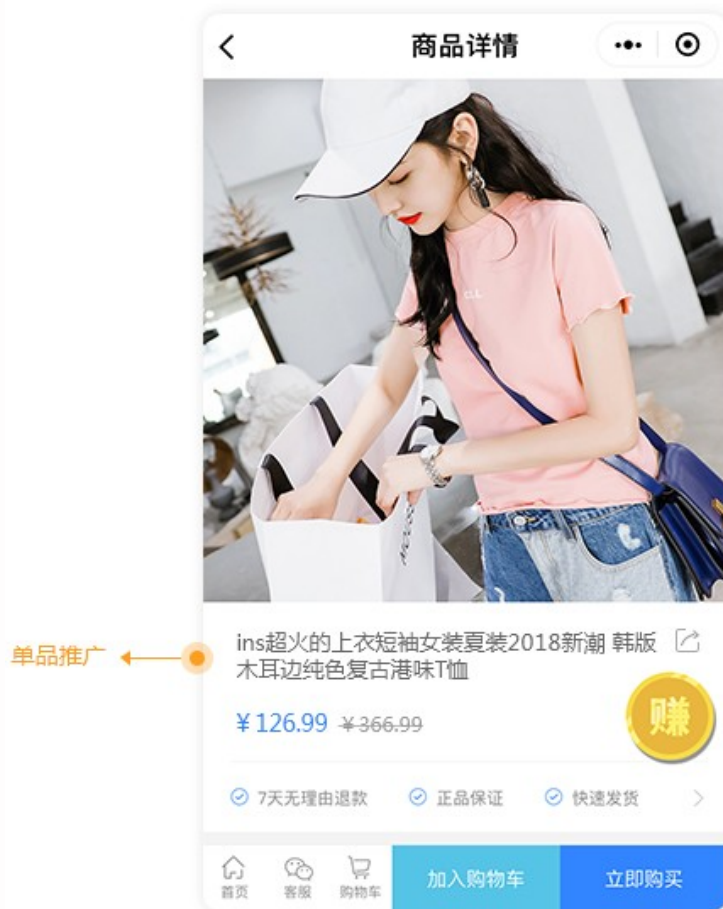 商品详情
单品推广
ins超火的上衣短袖女装夏装2018新潮 韩版
木耳边纯色复古港味T恤
¥126.99 ¥366.99
赚
7天无理由退款 正品保证 快速发货
首页 客服 购物车 加入购物车 立即购买